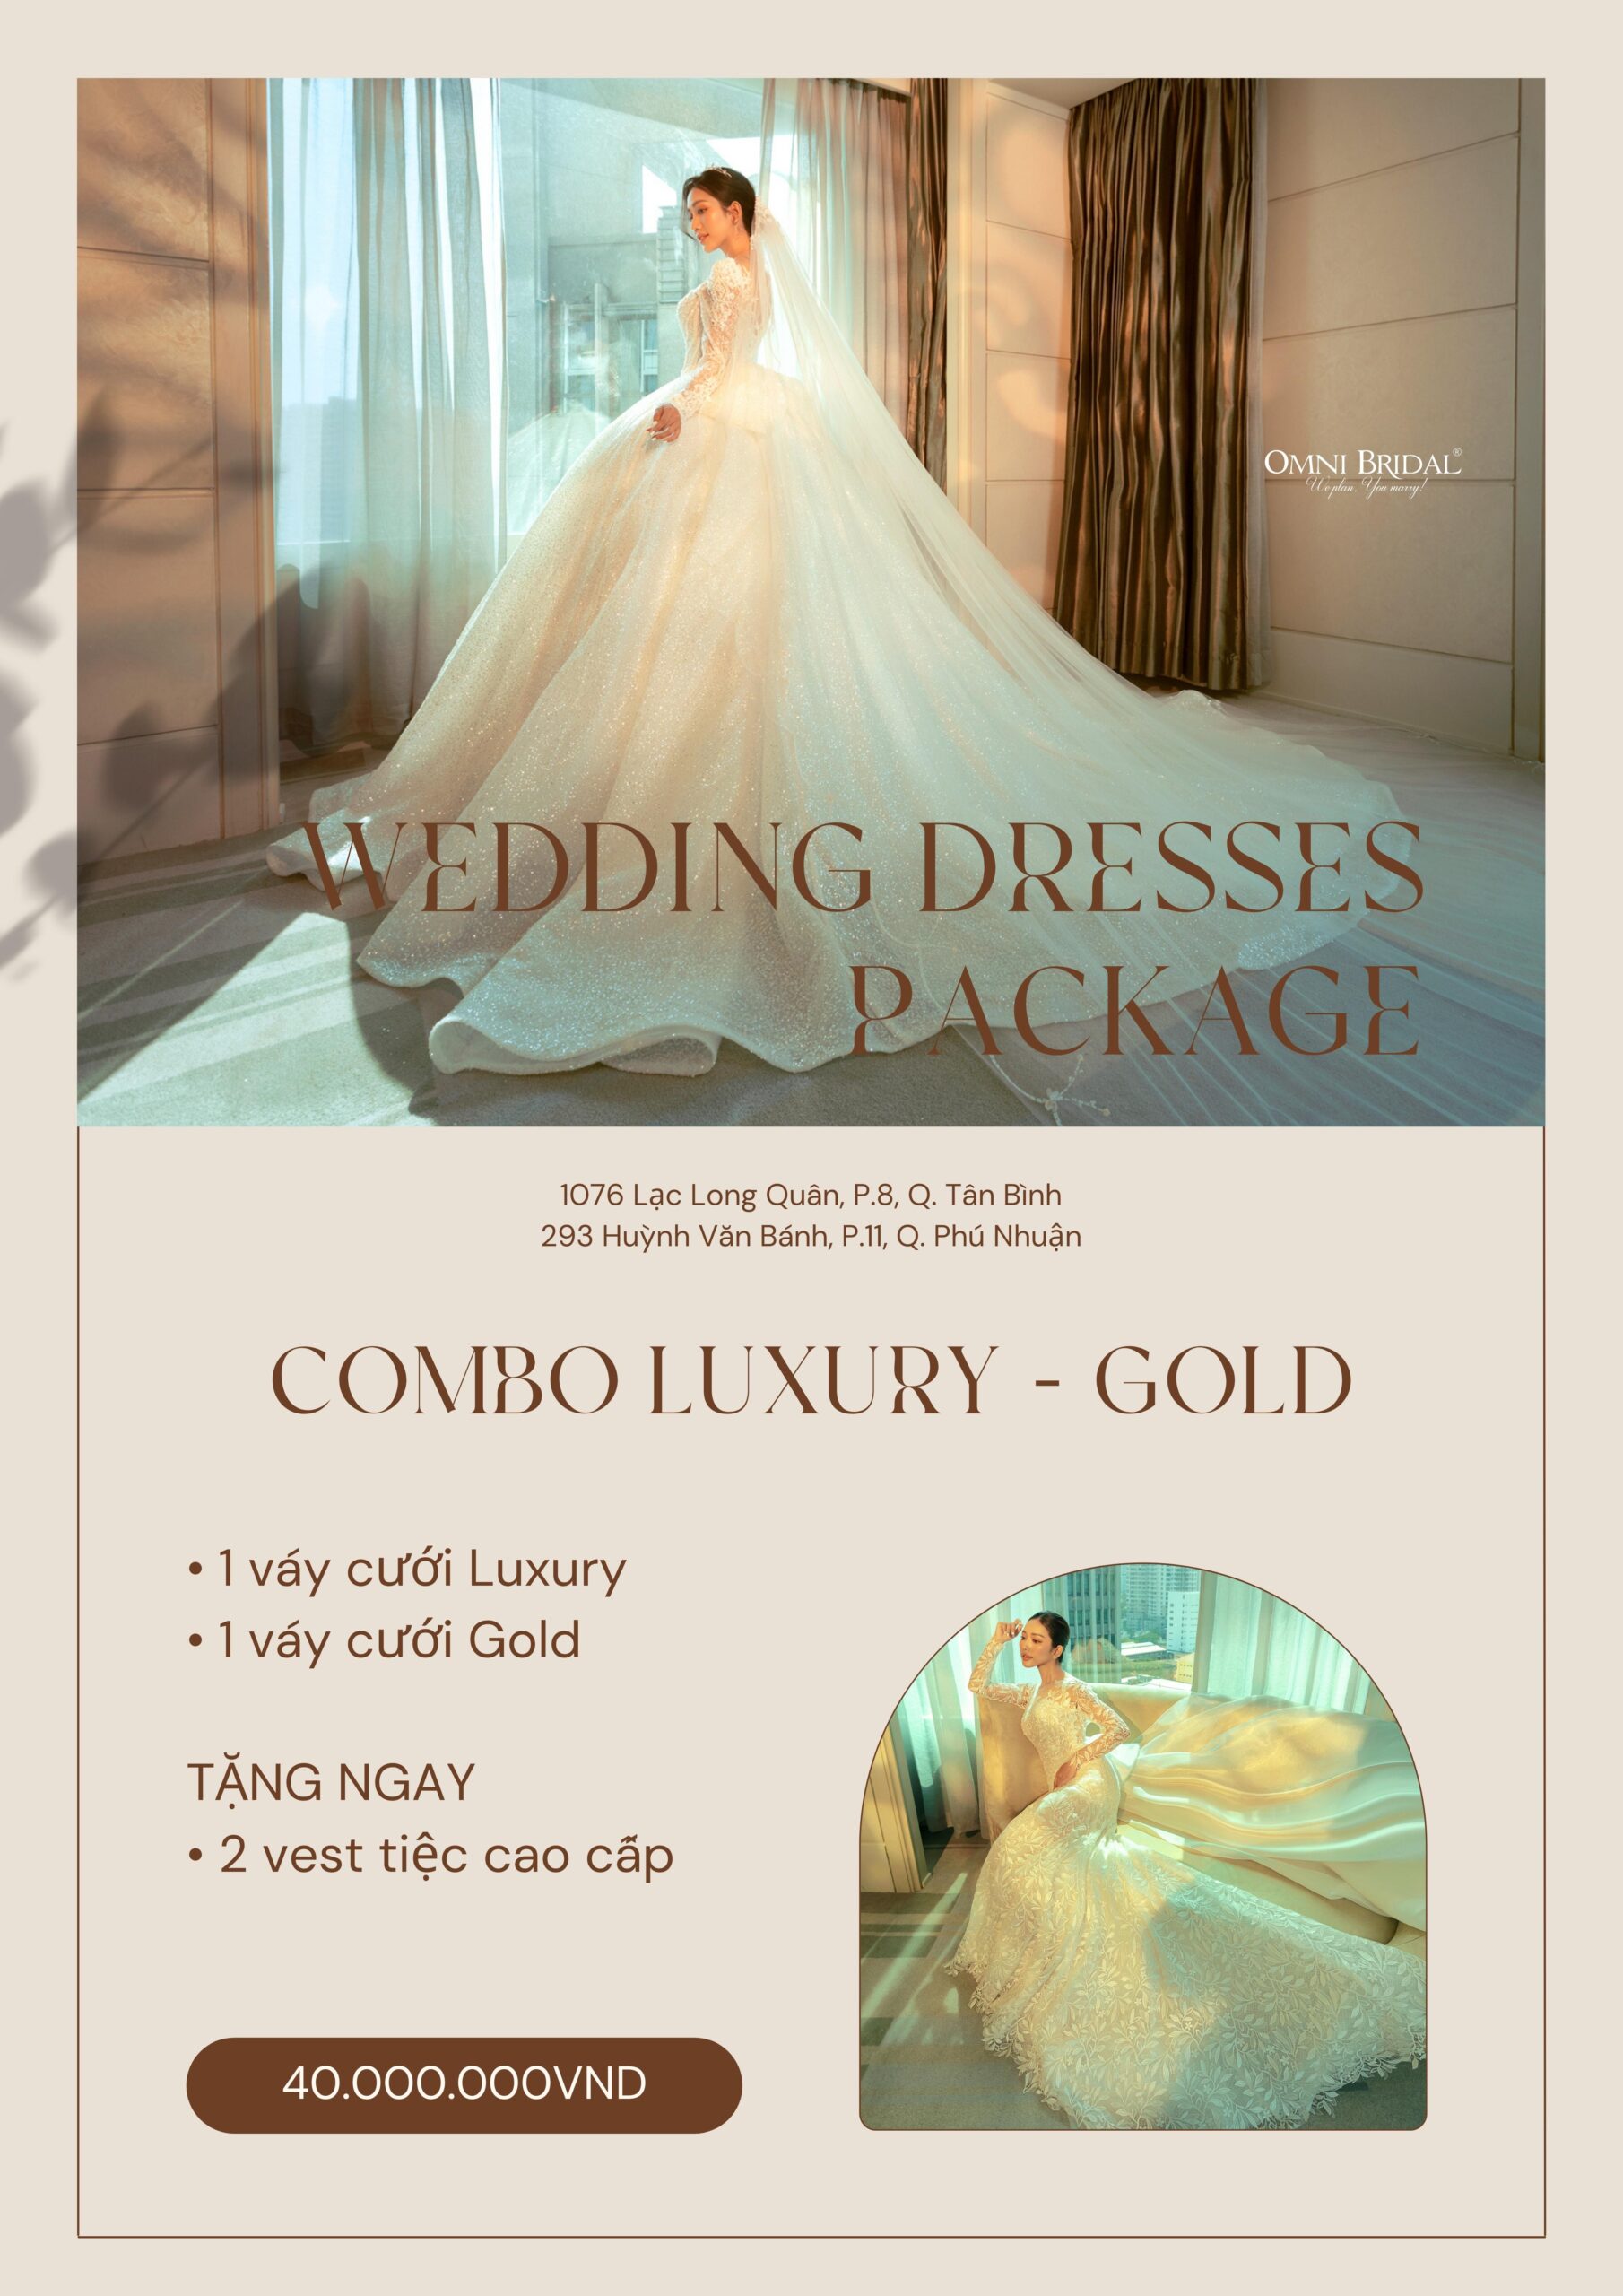 OMNI BRIDAL®
We plan. You marry!
WEDDING DRESSES
PACKAGE
1076 Lạc Long Quân, P.8, Q. Tân Bình
293 Huỳnh Văn Bánh, P.11, Q. Phú Nhuận
COMBO LUXURY - GOLD
• 1 váy cưới Luxury
• 1 váy cưới Gold
TẶNG NGAY
• 2 vest tiệc cao cấp
40.000.000VND